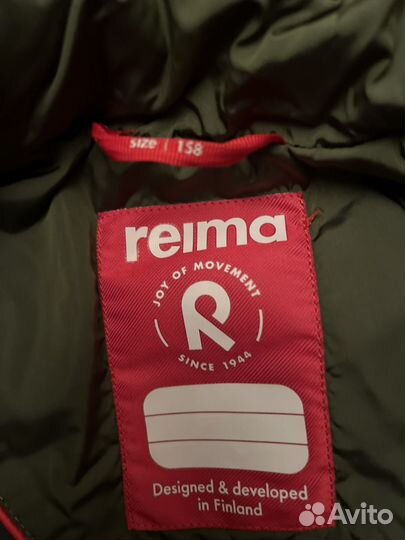 size | 158
reima
JOY OF MOVEMENT
SINCE 1944
Designed & developed
in Finland
Avito